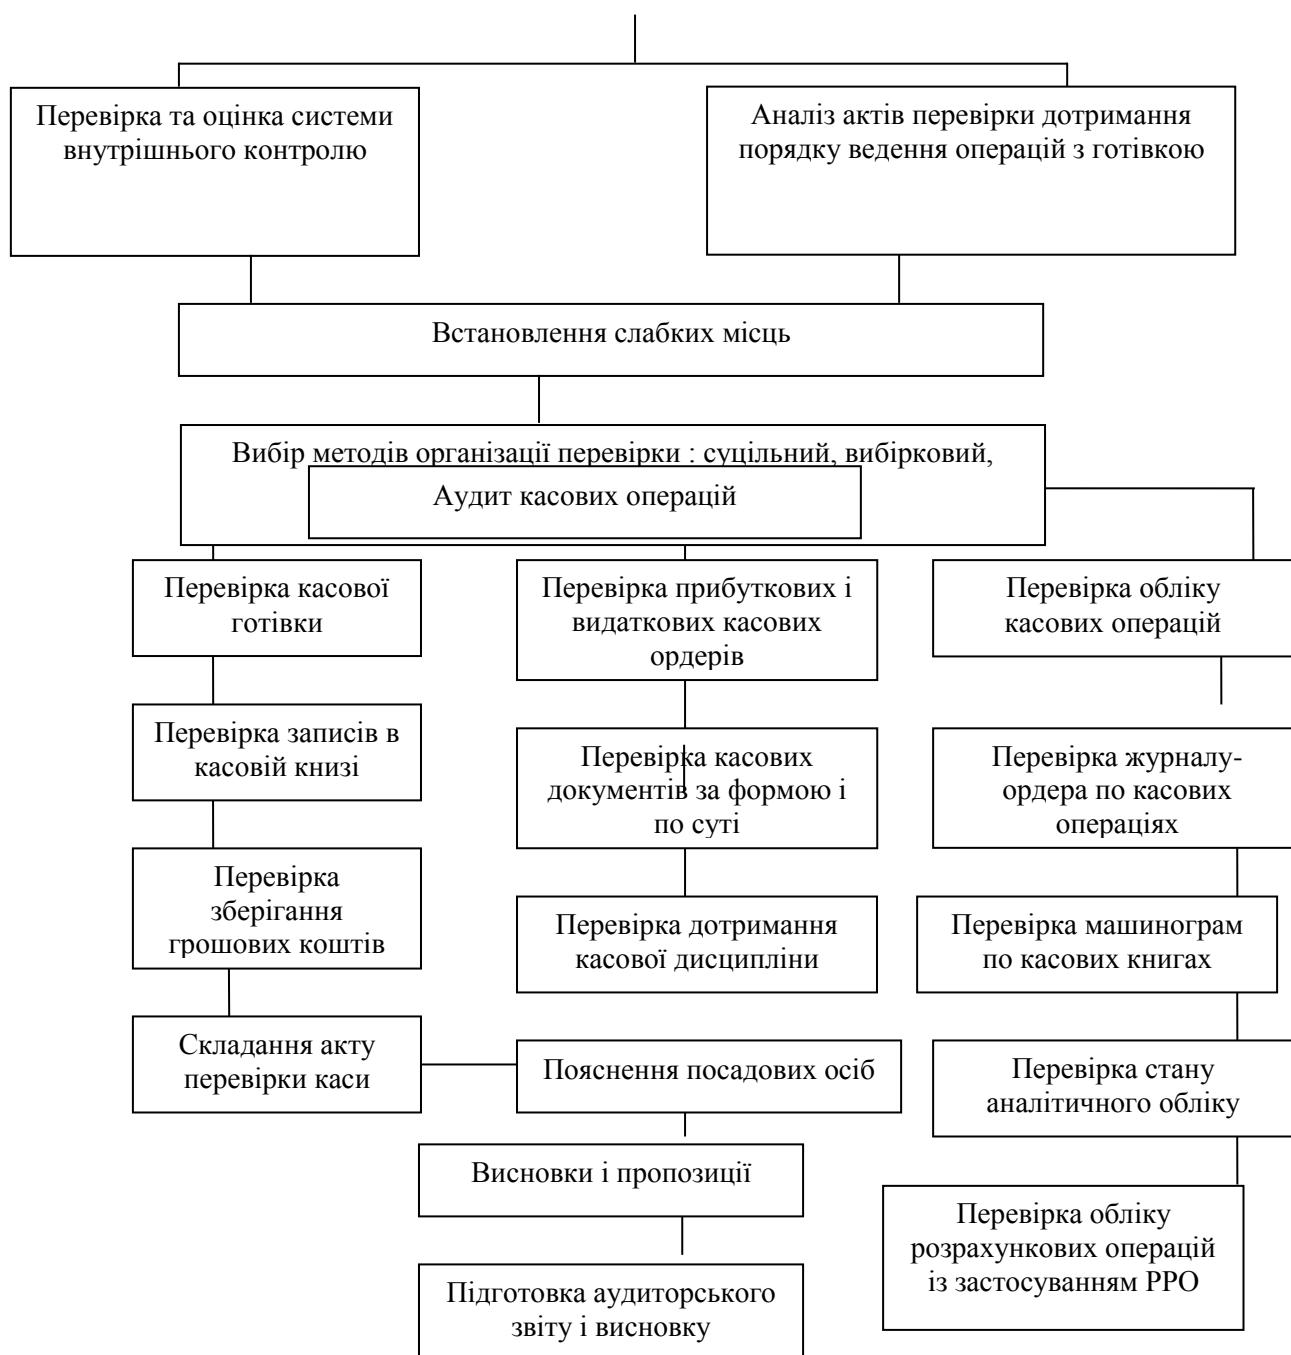 Перевірка та оцінка системи
внутрішнього контролю
Аналіз актів перевірки дотримання
порядку ведення операцій з готівкою
Встановлення слабких місць
Вибір методів організації перевірки : суцільний, вибірковий,
Аудит касових операцій
Перевірка касової
готівки
Перевірка прибуткових і
видаткових касових
ордерів
Перевірка обліку
касових операцій
Перевірка записів в
касовій книзі
Перевірка касових
документів за формою і
по суті
Перевірка журналу-
ордера по касових
операціях
Перевірка
зберігання
грошових коштів
Перевірка дотримання
касової дисципліни
Перевірка машинограм
по касових книгах
Складання акту
перевірки каси
Пояснення посадових осіб
Перевірка стану
аналітичного обліку
Висновки і пропозиції
Перевірка обліку
розрахункових операцій
із застосуванням РРО
Підготовка аудиторського
звіту і висновку